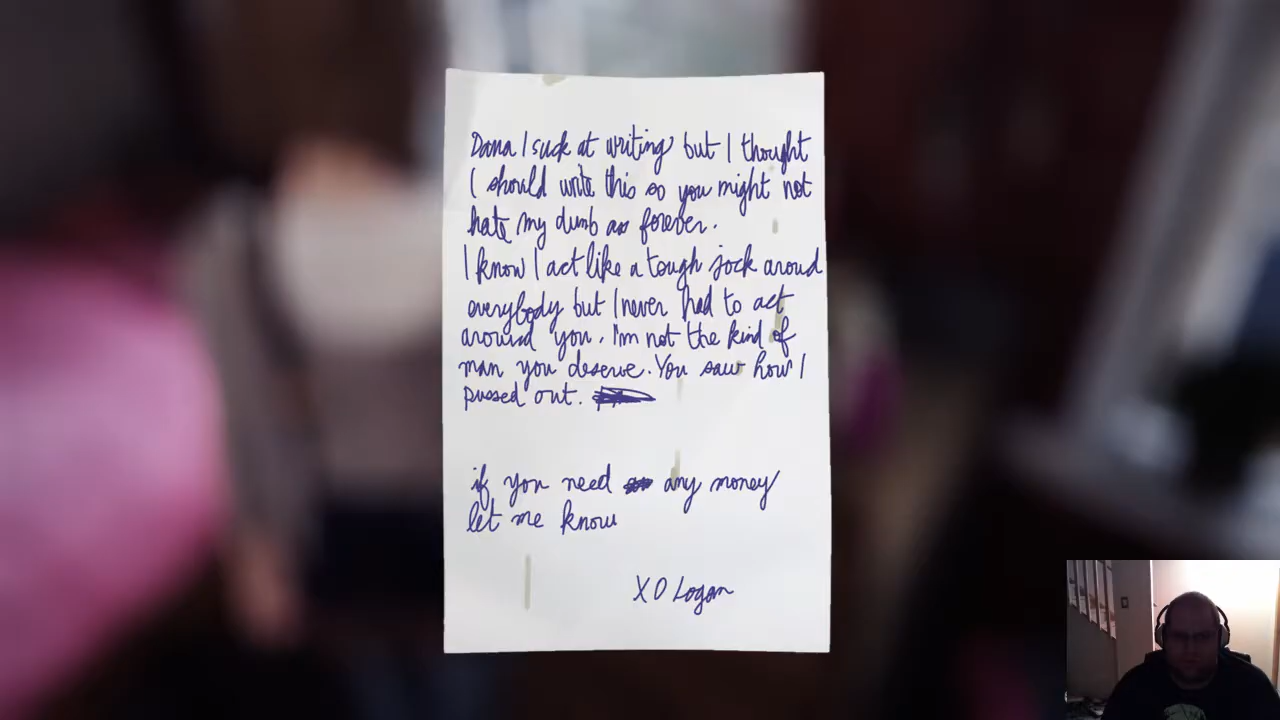 Dana I suck at writing but I thought
I should write this so you might not
hate my dumb ass forever.
I know I act like a tough jock aroud
everybody but I never had to act
around you. I'm not the kind of
man you deserve. You saw how I
pussed out.
if you need any money
let me know
XO Logan